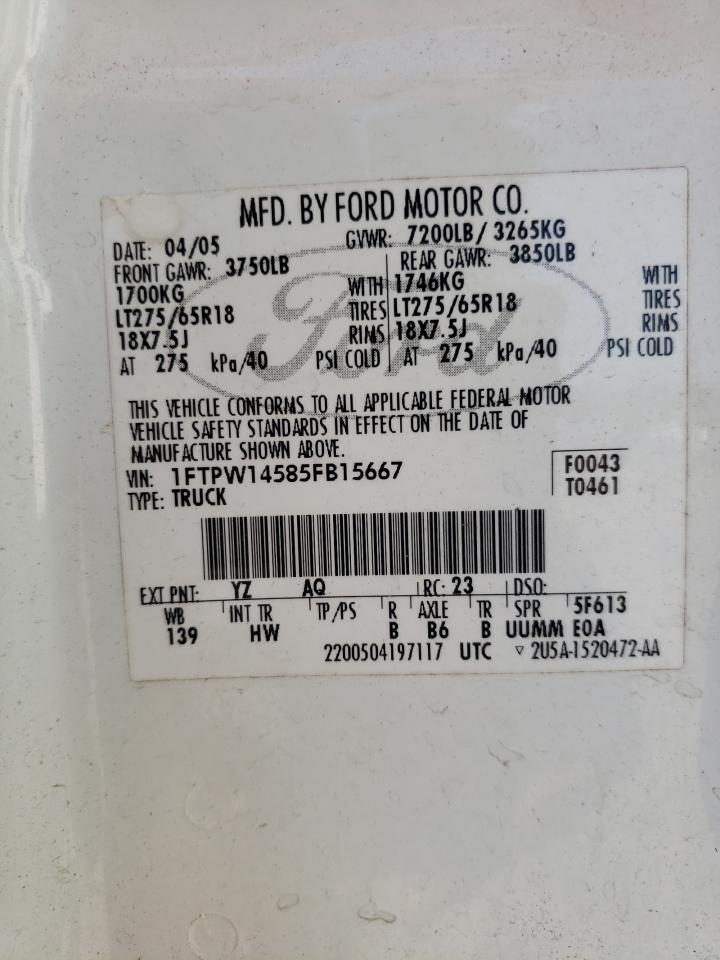 MFD. BY FORD MOTOR CO.
DATE: 04/05 GVWR: 7200LB/ 3265KG
FRONT GAWR: 3750LB REAR GAWR: 3850LB
1700KG WITH 1746KG WITH
LT275/65R18 TIRES LT275/65R18 TIRES
18X7.5J RIMS 18X7.5J RIMS
AT 275 kPa/40 PSI COLD AT 275 kPa/40 PSI COLD
Ford
THIS VEHICLE CONFORMS TO ALL APPLICABLE FEDERAL MOTOR
VEHICLE SAFETY STANDARDS IN EFFECT ON THE DATE OF
MANUFACTURE SHOWN ABOVE.
VIN: 1FTPW14585FB15667 F0043
TYPE: TRUCK T0461
EXT PNT: YZ AQ RC: 23 DSO:
WB INT TR TP/PS R AXLE TR SPR 5F613
139 HW B B6 B UUMM E0A
2200504197117 UTC ▽ 2U5A-1520472-AA